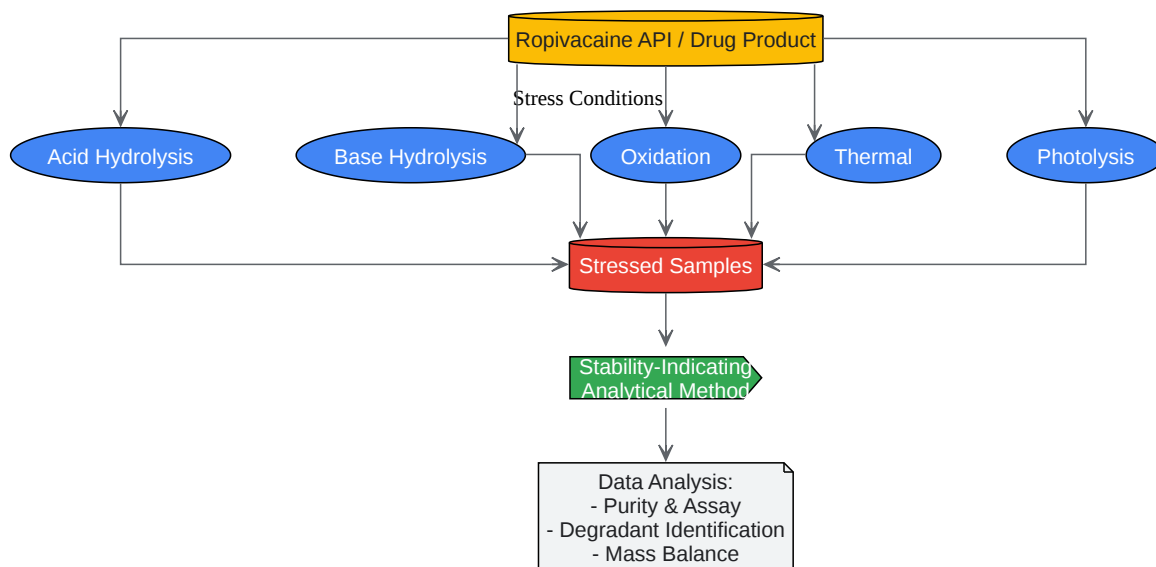 Ropivacaine API / Drug Product
Stress Conditions
Acid Hydrolysis
Base Hydrolysis
Oxidation
Thermal
Photolysis
Stressed Samples
Stability-Indicating
Analytical Method
Data Analysis:
- Purity & Assay
- Degradant Identification
- Mass Balance